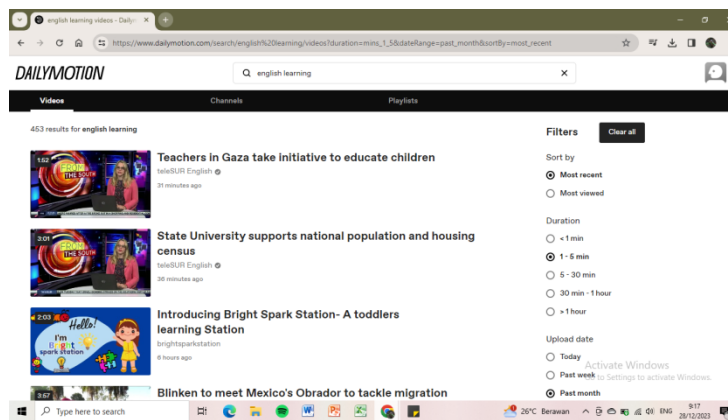 english learning videos - Dailym
https://www.dailymotion.com/search/english%20learning/videos?duration=mins_1_5&dateRange=past_month&sortBy=most_recent
DAILYMOTION
english learning
Videos
Channels
Playlists
453 results for english learning
Filters
Clear all
1:52
FROM THE SOUTH
Teachers in Gaza take initiative to educate children
teleSUR English
31 minutes ago
Sort by
Most recent
Most viewed
3:01
FROM THE SOUTH
State University supports national population and housing
census
teleSUR English
36 minutes ago
Duration
< 1 min
1 - 5 min
5 - 30 min
30 min - 1 hour
> 1 hour
2:03
Hello!
I'm
Bright
spark station
Introducing Bright Spark Station- A toddlers
learning Station
brightsparkstation
6 hours ago
Upload date
Today
Past week
Past month
Activate Windows
to Settings to activate Windows.
3:57
Blinken to meet Mexico's Obrador to tackle migration
Type here to search
26°C Berawan
ENG
9:17
28/12/2023